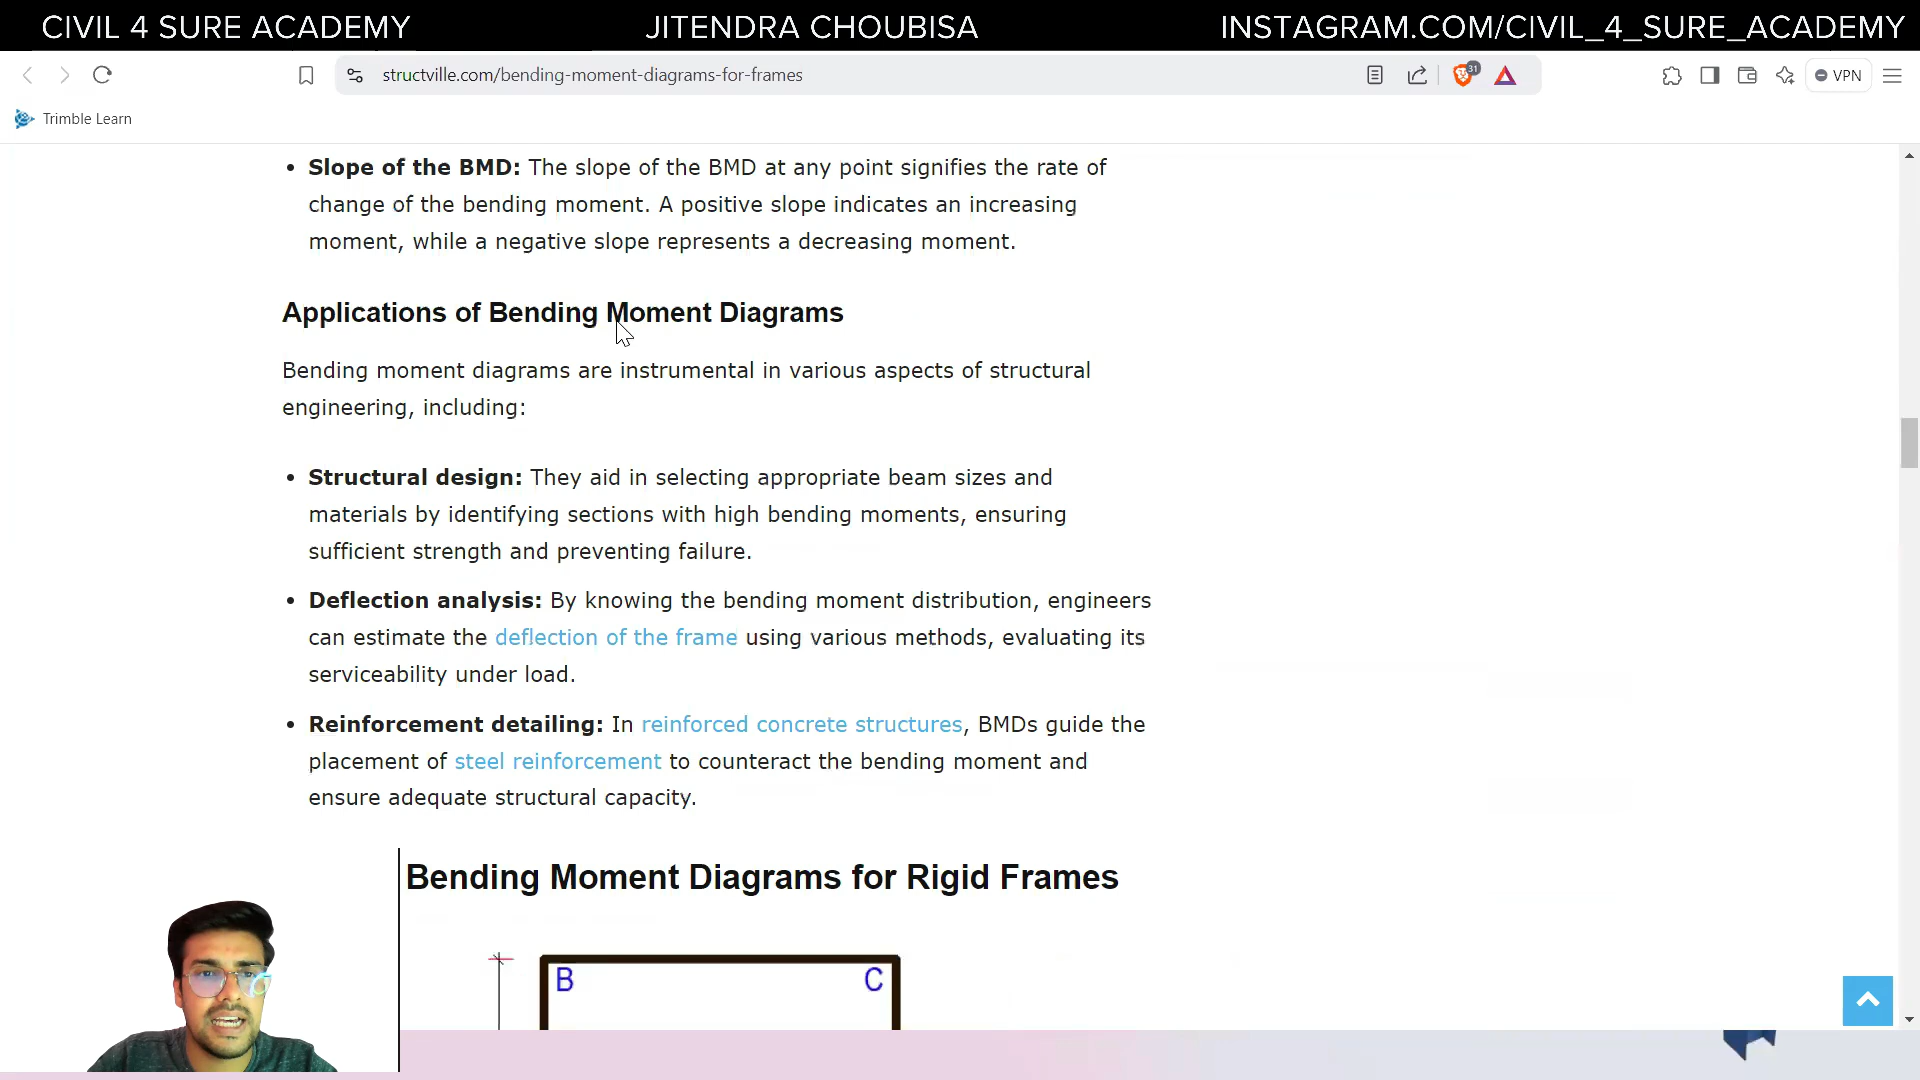 CIVIL 4 SURE ACADEMY
JITENDRA CHOUBISA
INSTAGRAM.COM/CIVIL_4_SURE_ACADEMY
structville.com/bending-moment-diagrams-for-frames
31
VPN
Trimble Learn
• Slope of the BMD: The slope of the BMD at any point signifies the rate of
change of the bending moment. A positive slope indicates an increasing
moment, while a negative slope represents a decreasing moment.
Applications of Bending Moment Diagrams
Bending moment diagrams are instrumental in various aspects of structural
engineering, including:
• Structural design: They aid in selecting appropriate beam sizes and
materials by identifying sections with high bending moments, ensuring
sufficient strength and preventing failure.
• Deflection analysis: By knowing the bending moment distribution, engineers
can estimate the deflection of the frame using various methods, evaluating its
serviceability under load.
• Reinforcement detailing: In reinforced concrete structures, BMDs guide the
placement of steel reinforcement to counteract the bending moment and
ensure adequate structural capacity.
Bending Moment Diagrams for Rigid Frames
B
C